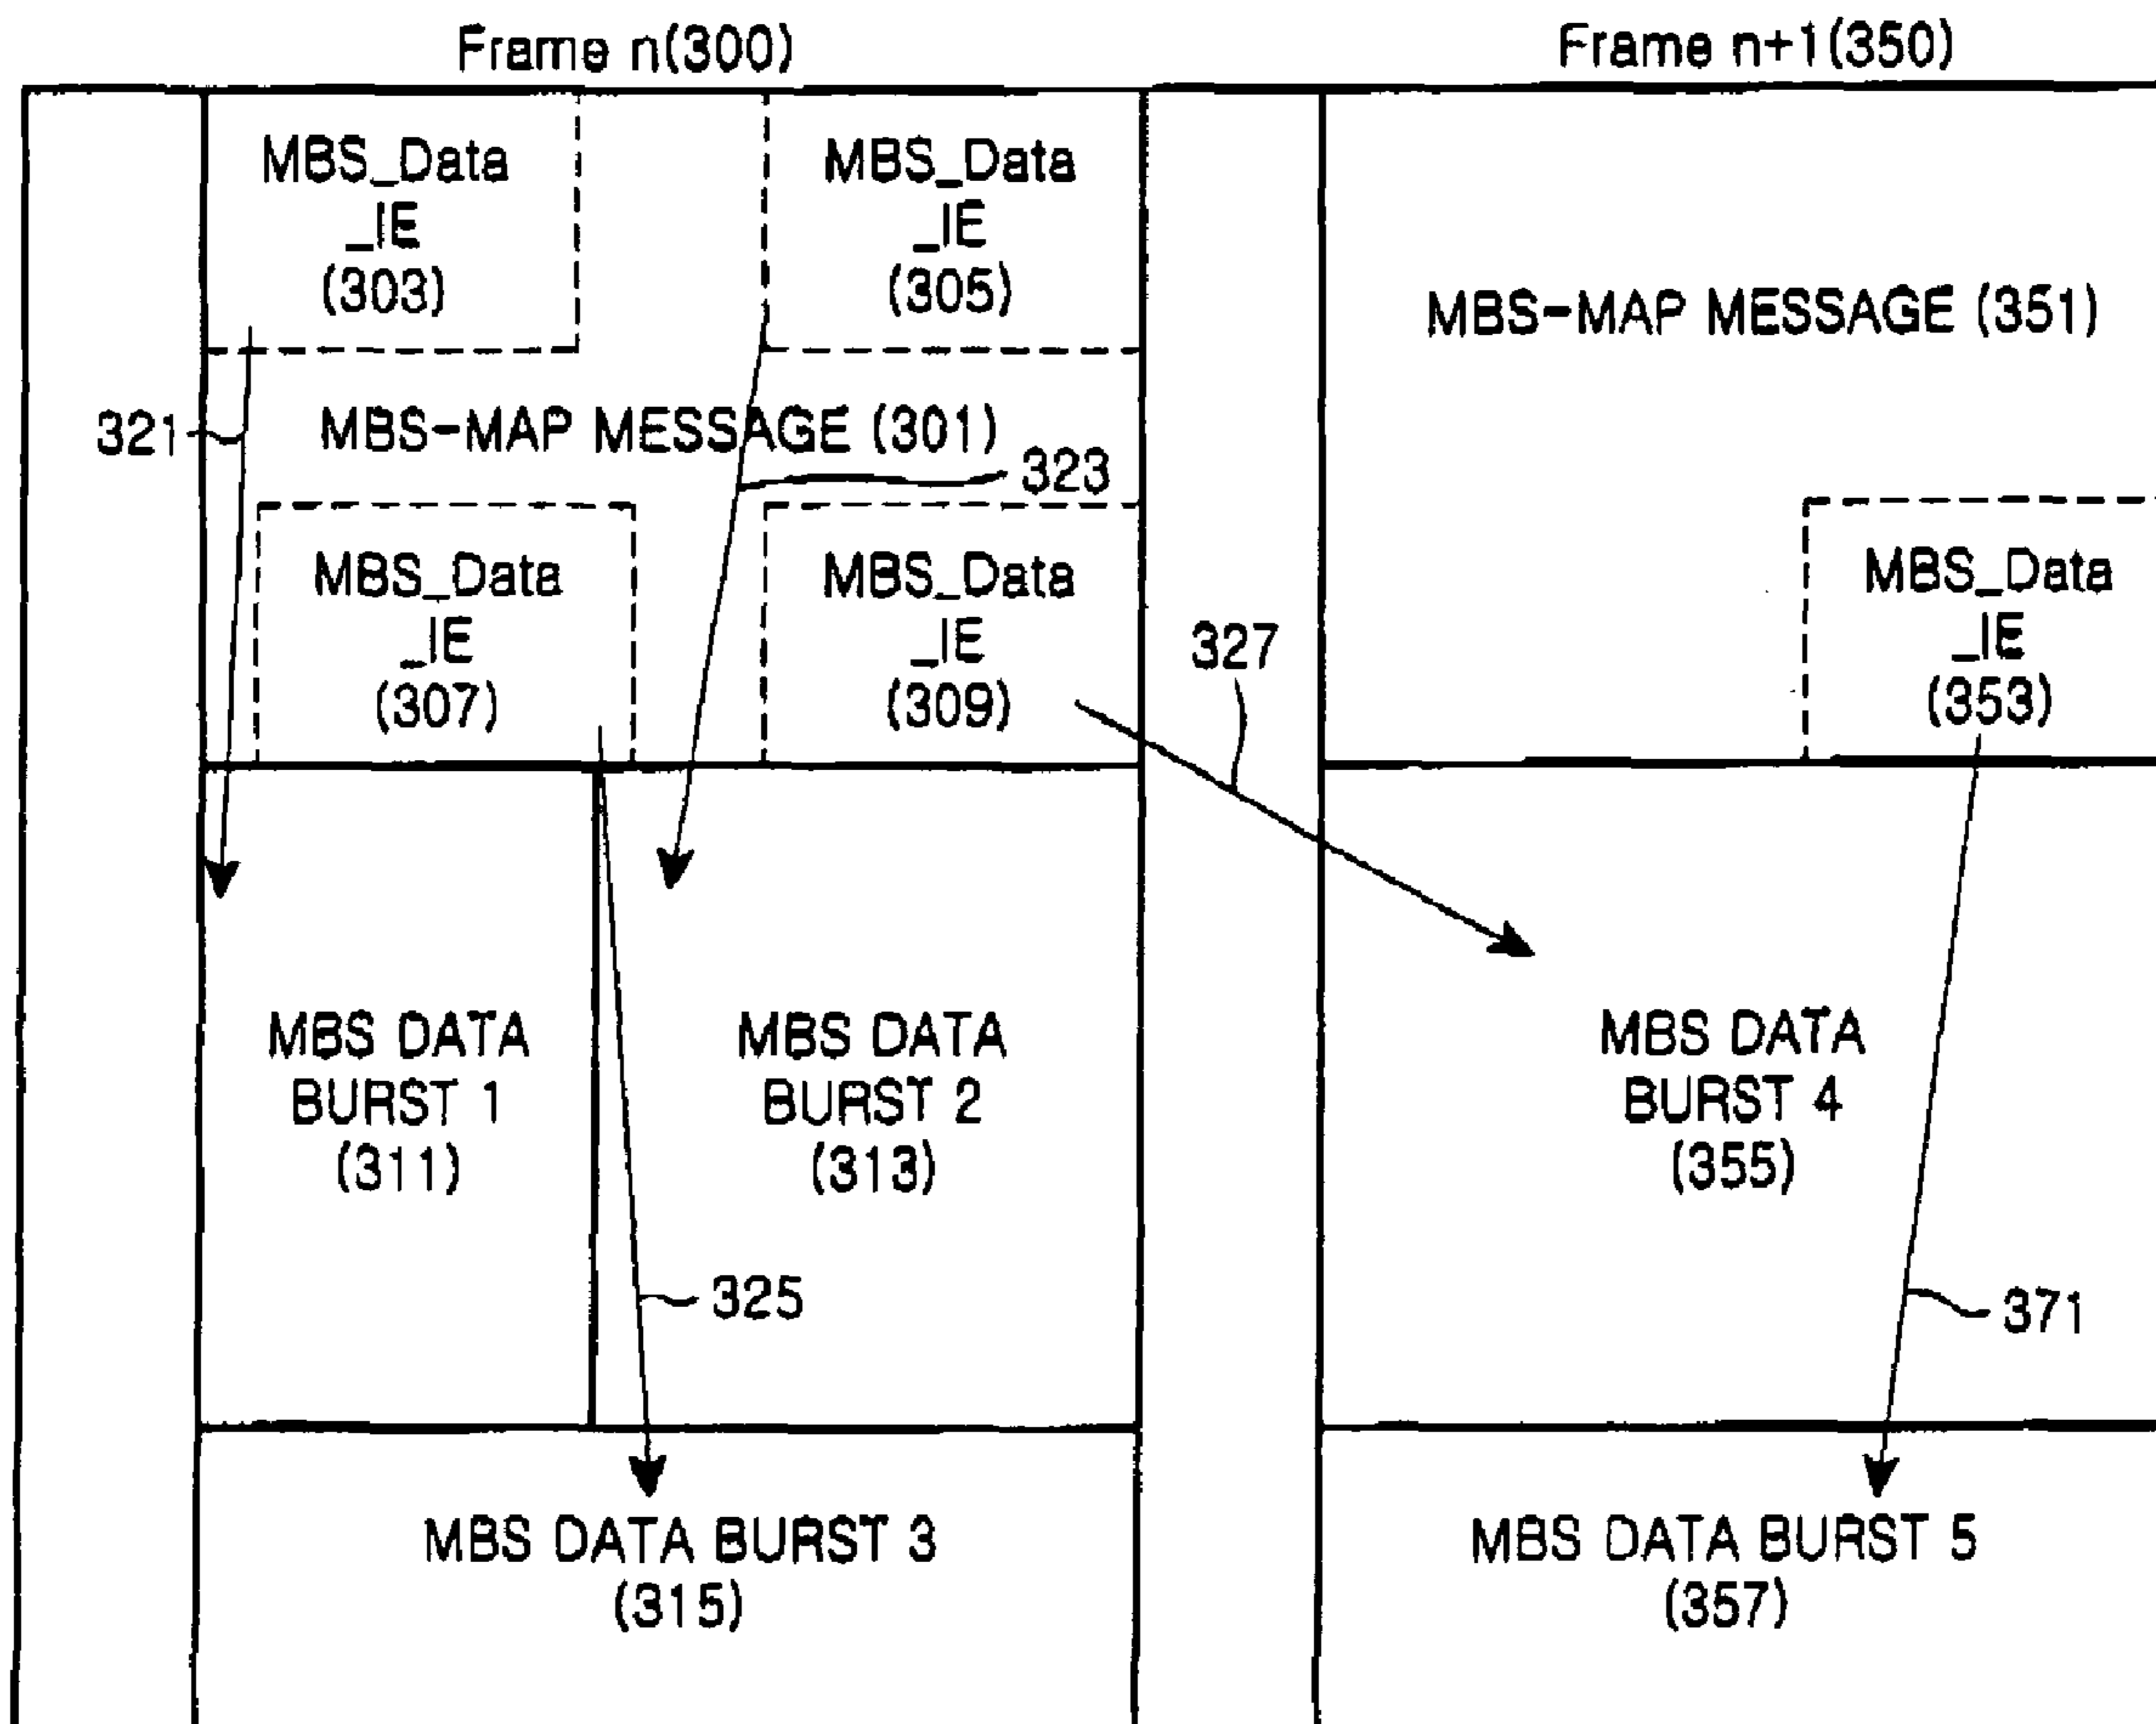 Frame n(300)
Frame n+1(350)
MBS_Data
_IE
(303)
MBS_Data
_IE
(305)
MBS-MAP MESSAGE (351)
321
MBS-MAP MESSAGE (301)
323
MBS_Data
_IE
(307)
MBS_Data
_IE
(309)
327
MBS_Data
_IE
(353)
MBS DATA
BURST 1
(311)
MBS DATA
BURST 2
(313)
MBS DATA
BURST 4
(355)
325
371
MBS DATA BURST 3
(315)
MBS DATA BURST 5
(357)